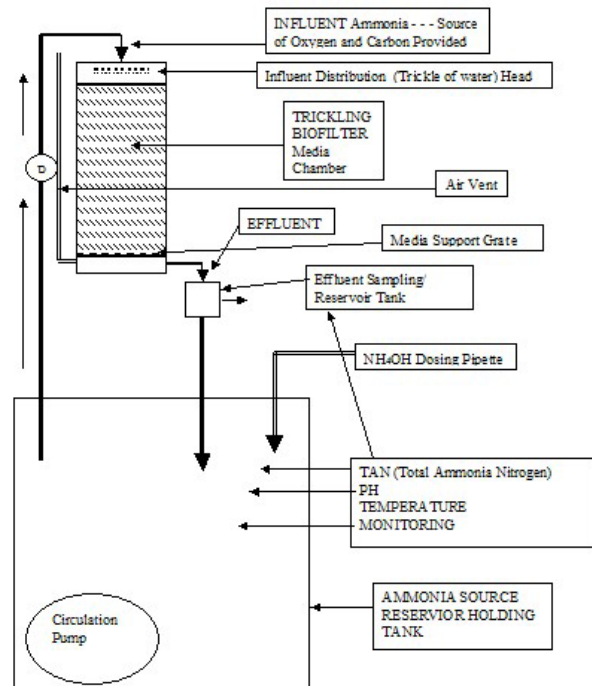 INFLUENT Ammonia - - - Source
of Oxygen and Carbon Provided
Influent Distribution (Trickle of water) Head
TRICKLING
BIOFILTER
Media
Chamber
D
Air Vent
EFFLUENT
Media Support Grate
Effluent Sampling/
Reservoir Tank
NH4OH Dosing Pipette
TAN (Total Ammonia Nitrogen)
PH
TEMPERATURE
MONITORING
AMMONIA SOURCE
RESERVIOR HOLDING
TANK
Circulation
Pump